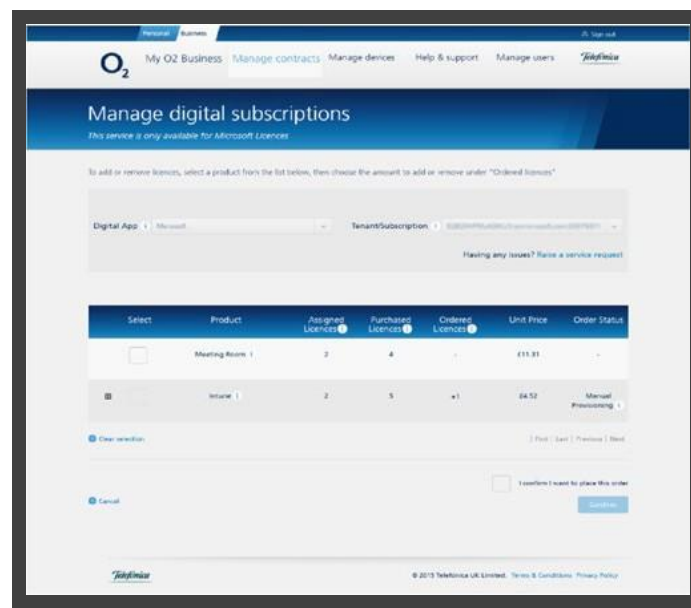 Personal Business Sign out
O2 My O2 Business Manage contracts Manage devices Help & support Manage users Telefónica
Manage digital subscriptions
This service is only available for Microsoft Licences
To add or remove licences, select a product from the list below, then choose the amount to add or remove under "Ordered licences"
Digital App i Microsoft Tenant/Subscription i
Having any issues? Raise a service request
Select Product Assigned Licences i Purchased Licences i Ordered Licences i Unit Price Order Status
Meeting Room i 2 4 - £11.31 -
Intune i 2 5 +1 £4.52 Manual Provisioning i
Clear selection | First | Last | Previous | Next
I confirm I want to place this order
Cancel Confirm
Telefónica © 2015 Telefónica UK Limited. Terms & Conditions Privacy Policy